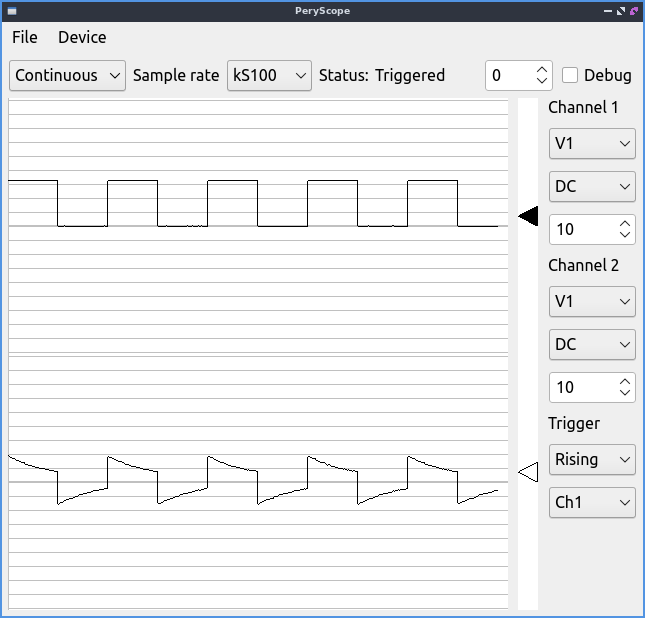 PeryScope
File Device
Continuous Sample rate kS100 Status: Triggered 0 Debug
Channel 1
V1
DC
10
Channel 2
V1
DC
10
Trigger
Rising
Ch1